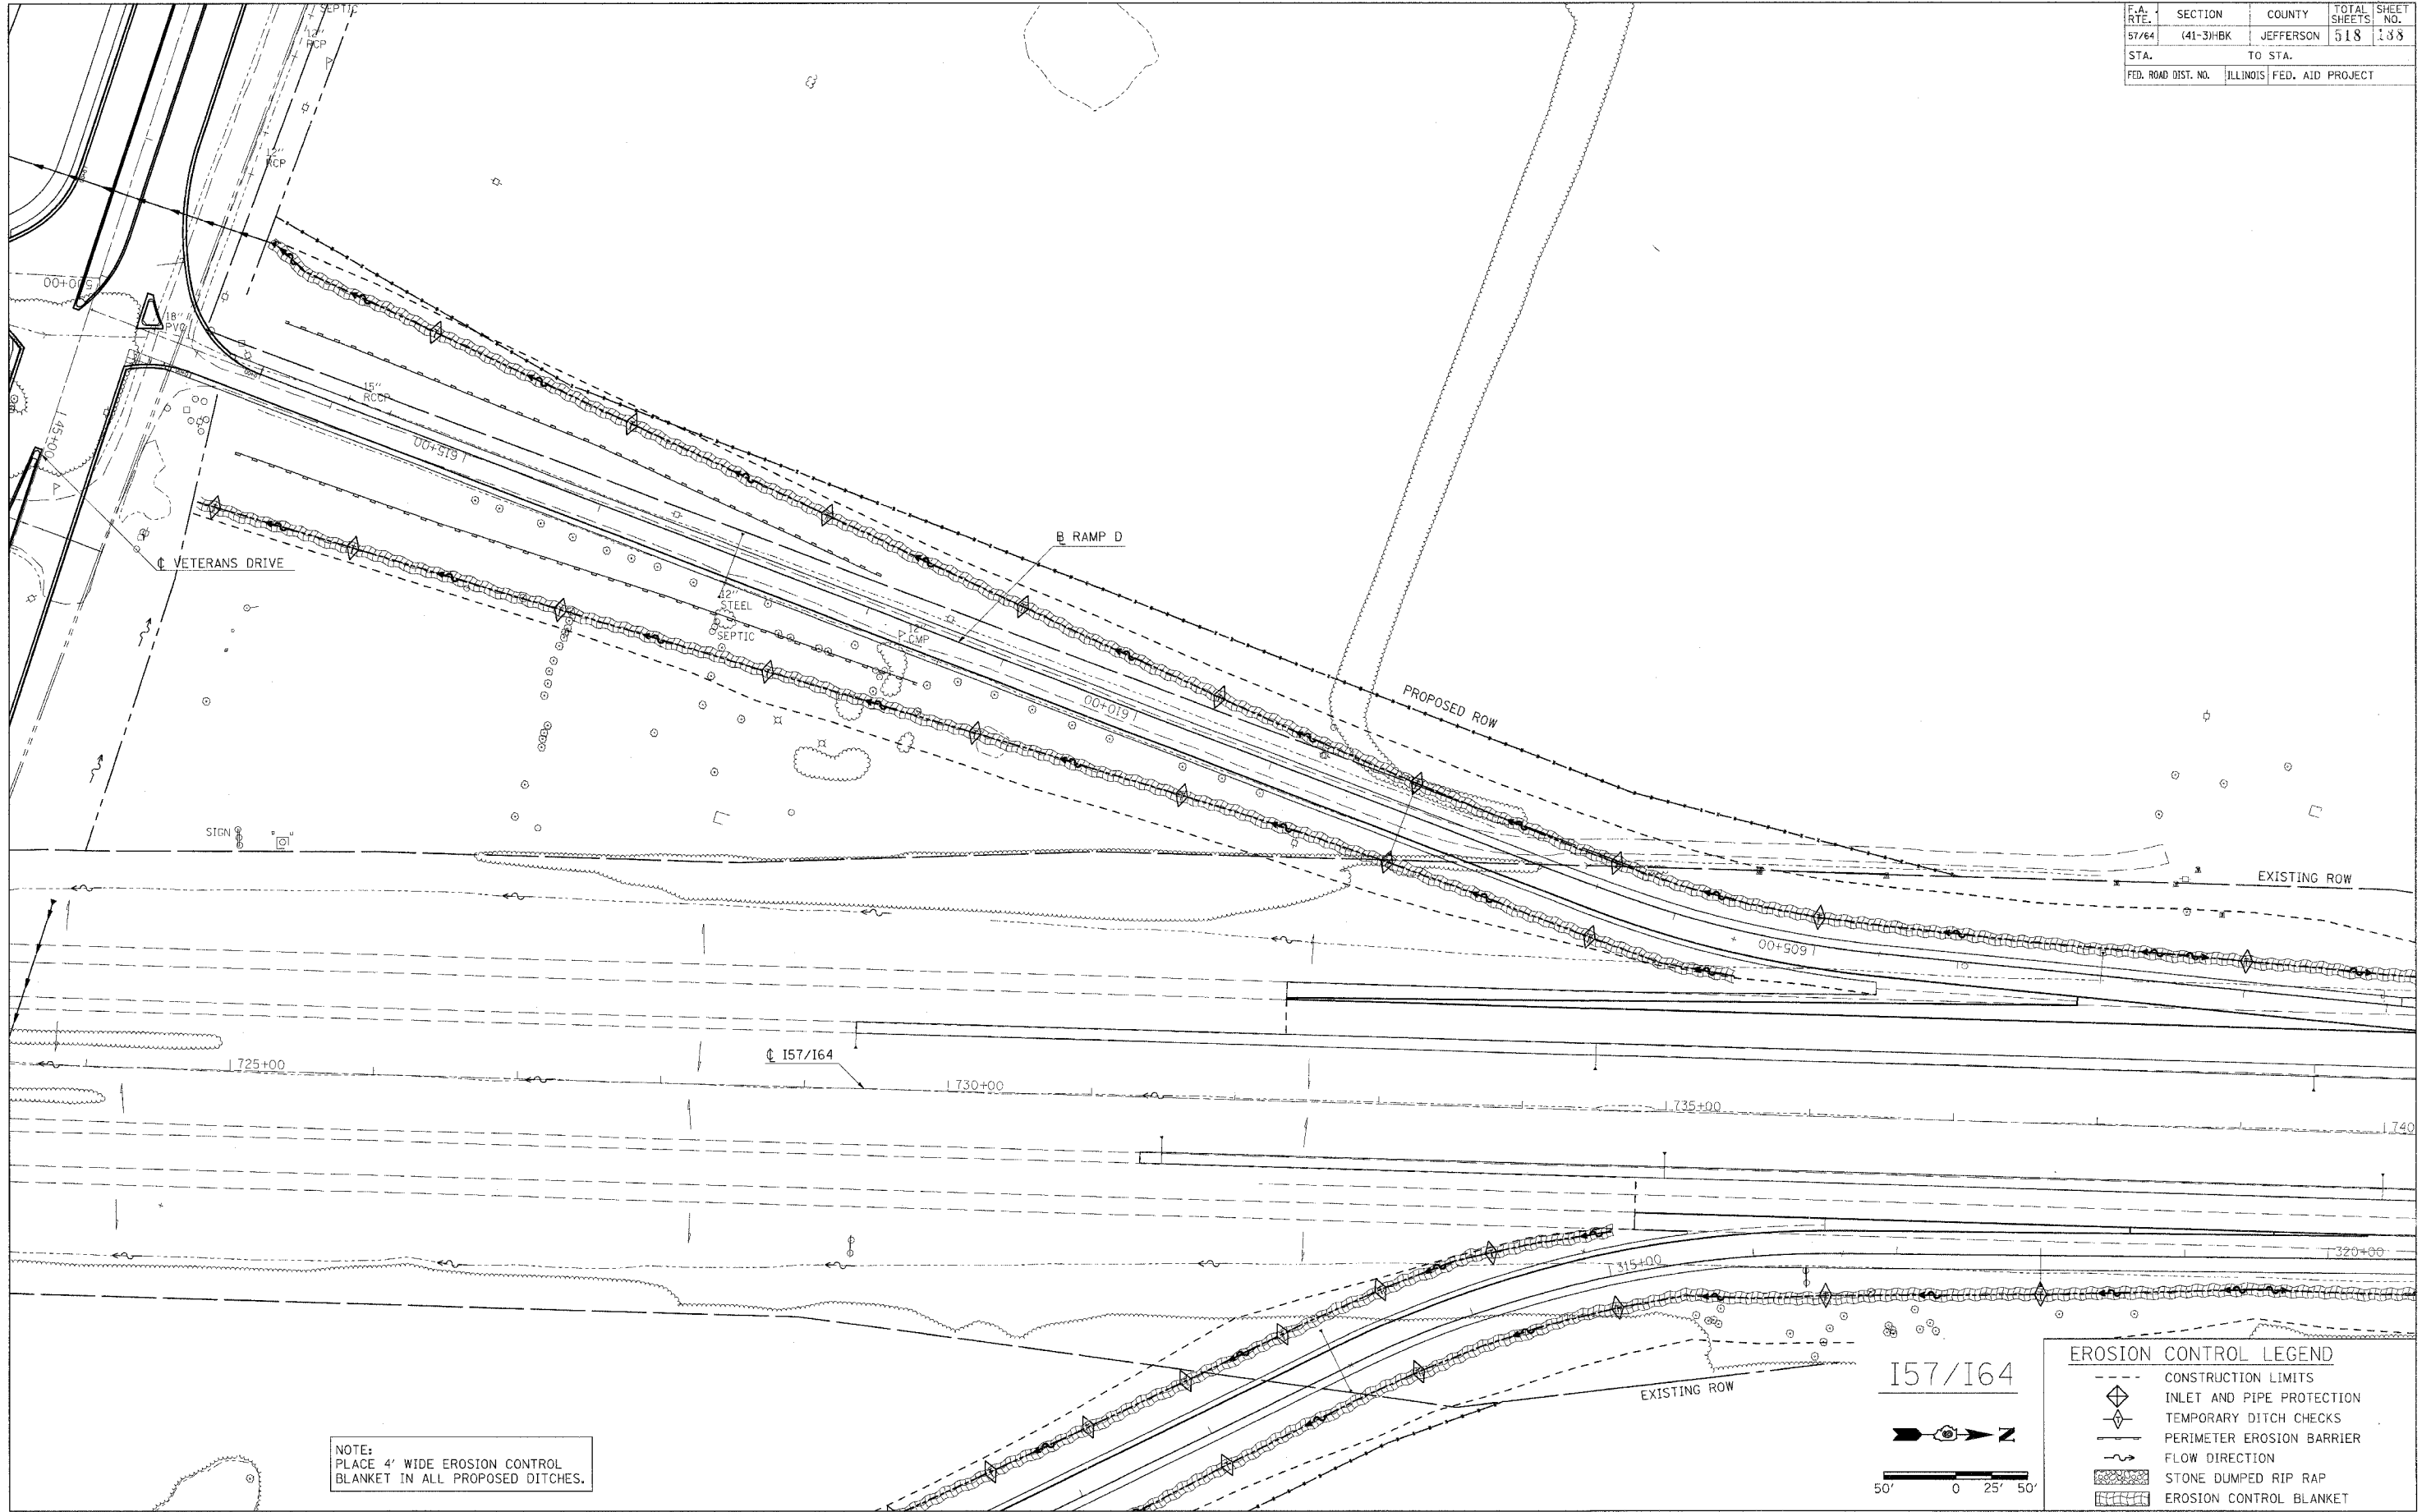 F.A. RTE. SECTION COUNTY TOTAL SHEETS SHEET NO.
57/64 (41-3)HBK JEFFERSON 518 188
STA. TO STA.
FED. ROAD DIST. NO. ILLINOIS FED. AID PROJECT
SEPTIC
12" RCP
12" RCP
500+00
18" PVC
15" RCCP
45+00
615+00
℄ VETERANS DRIVE
B RAMP D
12" STEEL
SEPTIC
12" CMP
610+00
PROPOSED ROW
SIGN
EXISTING ROW
605+00
℄ I57/I64
725+00
730+00
735+00
740
315+00
320+00
EXISTING ROW
I57/I64
N
50' 0 25' 50'
NOTE:
PLACE 4' WIDE EROSION CONTROL
BLANKET IN ALL PROPOSED DITCHES.
EROSION CONTROL LEGEND
CONSTRUCTION LIMITS
INLET AND PIPE PROTECTION
TEMPORARY DITCH CHECKS
PERIMETER EROSION BARRIER
FLOW DIRECTION
STONE DUMPED RIP RAP
EROSION CONTROL BLANKET